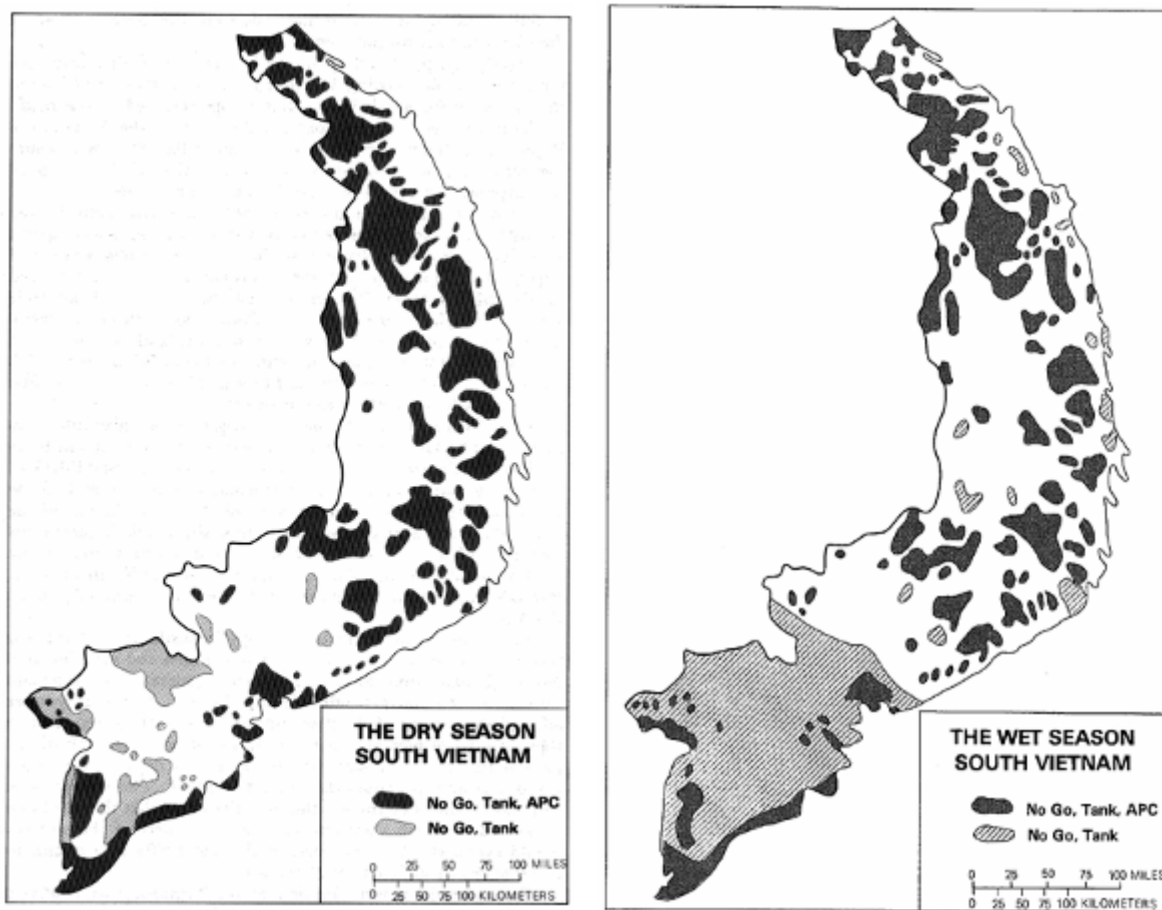 THE DRY SEASON
SOUTH VIETNAM
No Go, Tank, APC
No Go, Tank
0 25 50 75 100 MILES
0 25 50 75 100 KILOMETERS
THE WET SEASON
SOUTH VIETNAM
No Go, Tank, APC
No Go, Tank
0 25 50 75 100 MILES
0 25 50 75 100 KILOMETERS